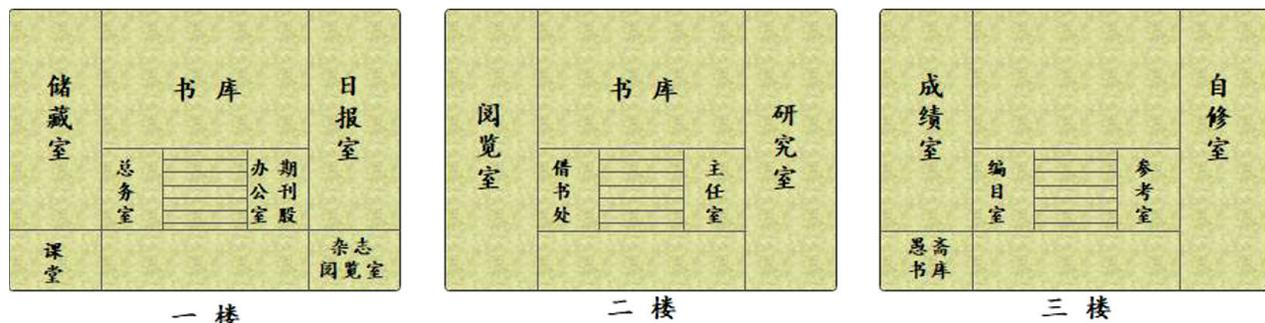 储藏室
书库
日报室
总务室
办公室
期刊股
课堂
杂志
阅览室
一楼
阅览室
书库
研究室
借书处
主任室
二楼
成绩室
自修室
编目室
参考室
愚斋
书库
三楼